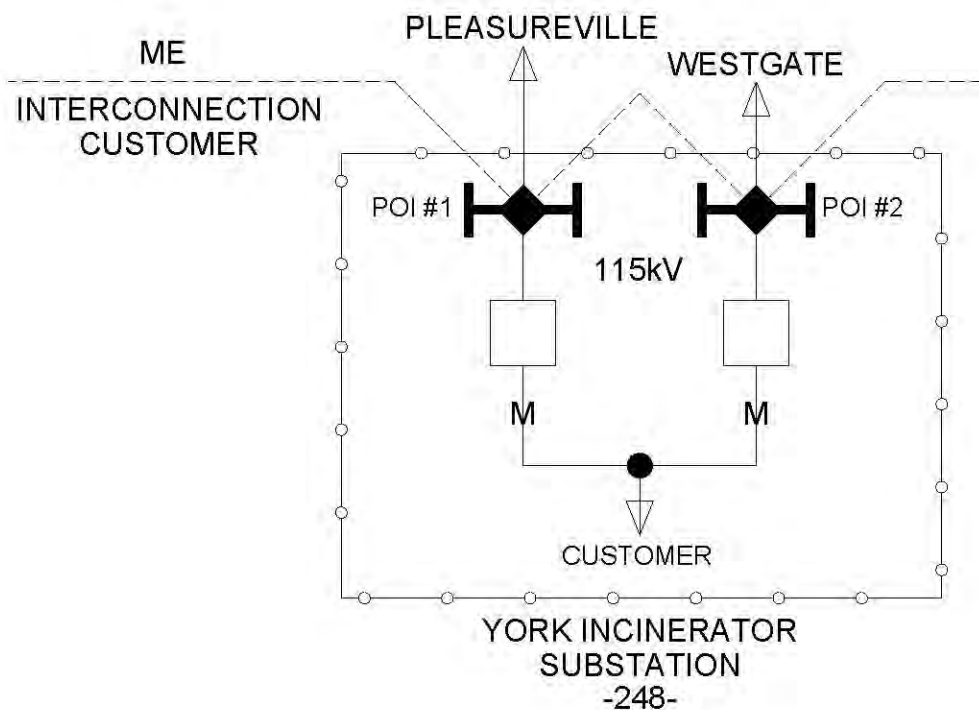 PLEASUREVILLE
ME
WESTGATE
INTERCONNECTION
CUSTOMER
POI #1
POI #2
115kV
M
M
CUSTOMER
YORK INCINERATOR
SUBSTATION
-248-